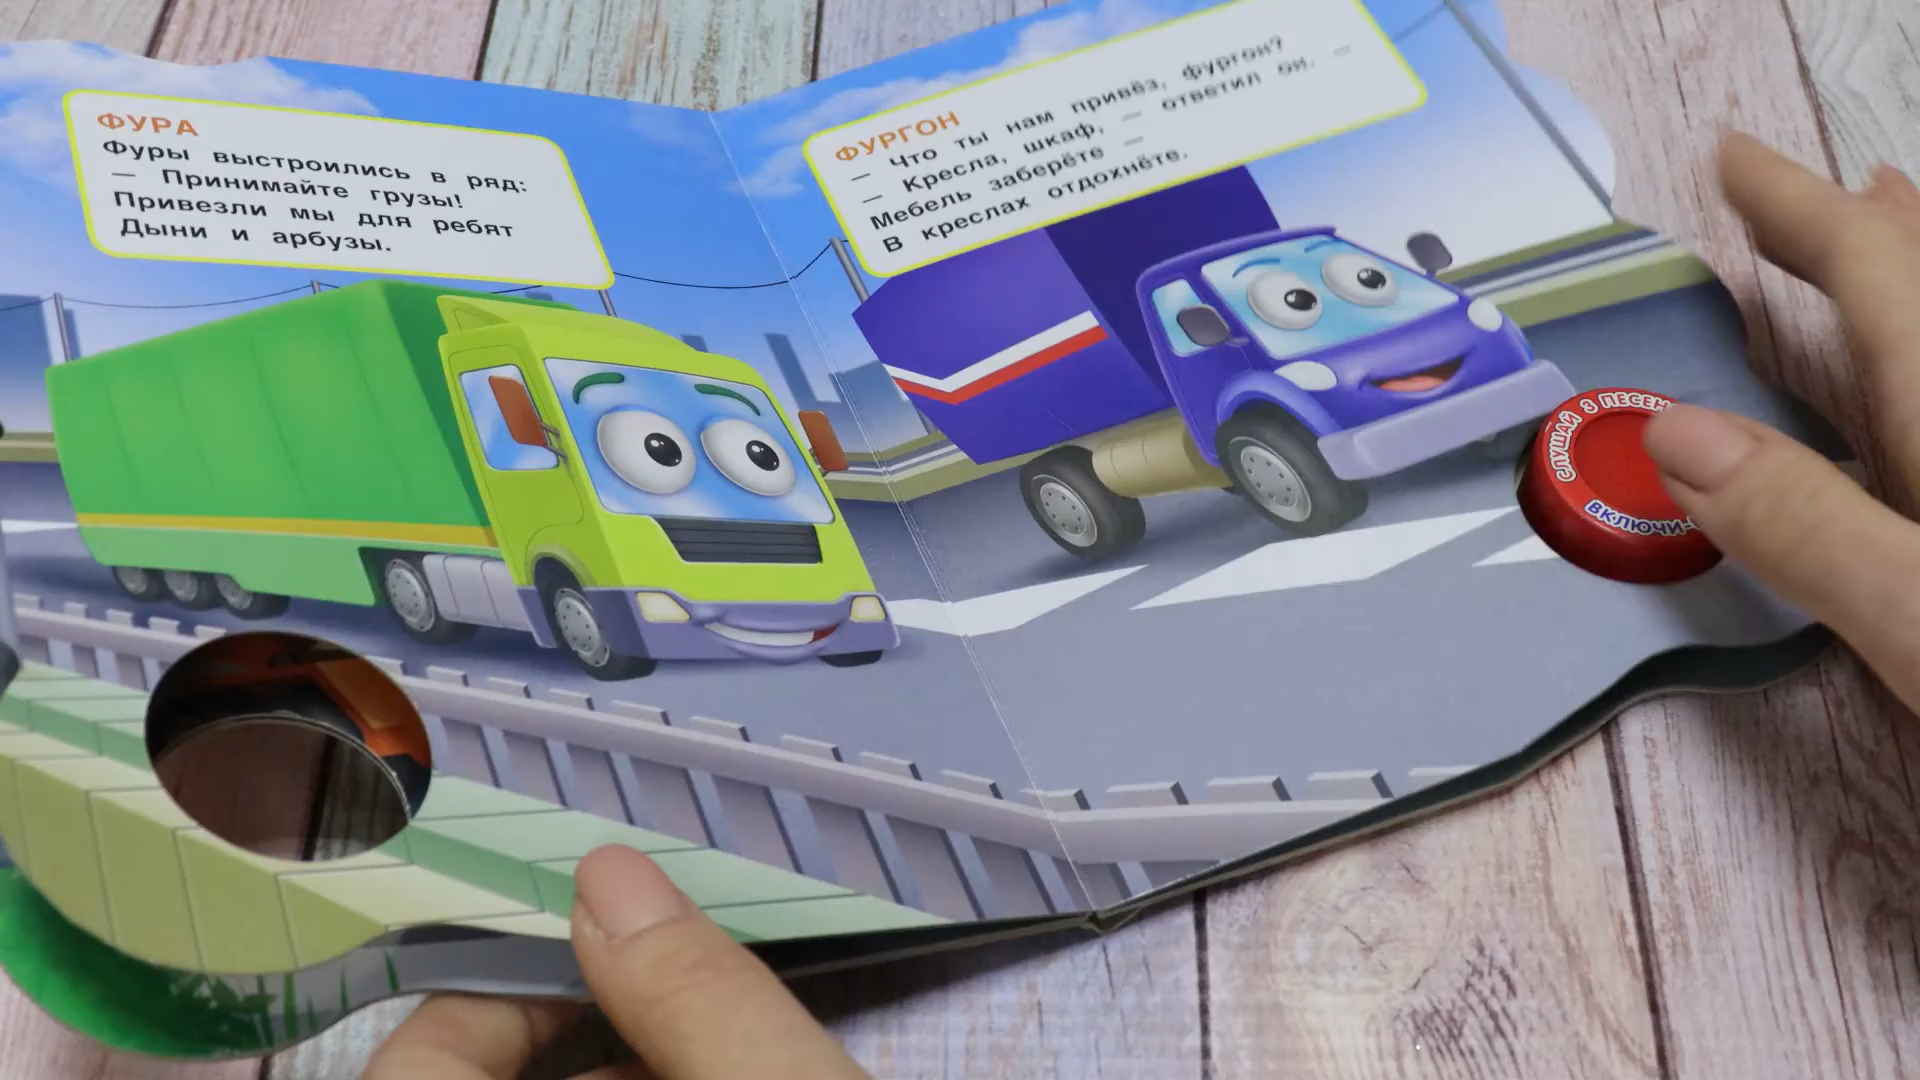 ФУРА
Фуры выстроились в ряд:
— Принимайте грузы!
Привезли мы для ребят
Дыни и арбузы.
ФУРГОН
— Что ты нам привёз, фургон?
— Кресла, шкаф, — ответил он. —
Мебель заберёте —
В креслах отдохнёте.
СЛУШАЙ 3 ПЕСЕН
ВКЛЮЧИ-